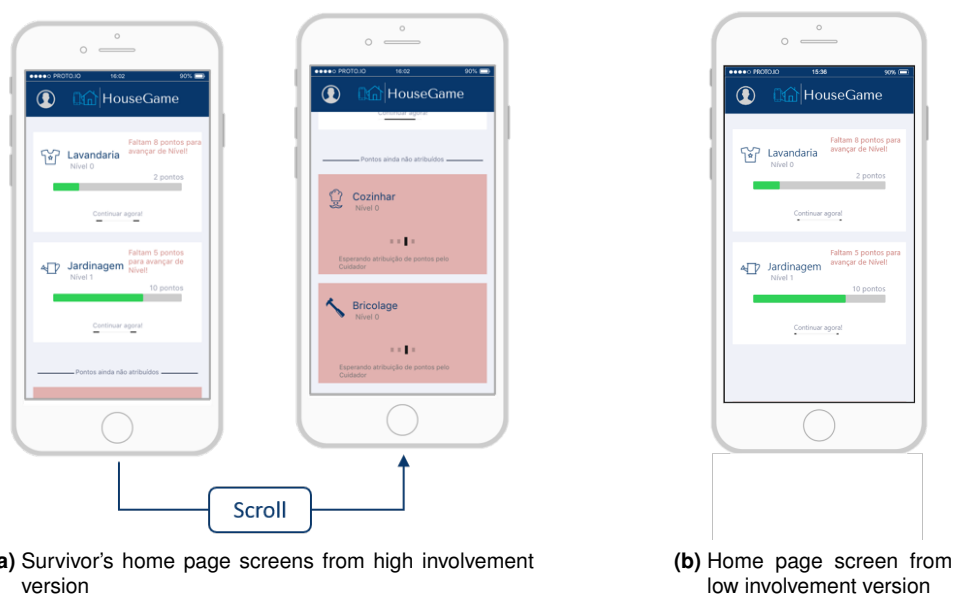 PROTO.IO 16:02 90%
HouseGame
Lavandaria
Nível 0
Faltam 8 pontos para
avançar de Nível!
2 pontos
Continuar agora!
Jardinagem
Nível 1
Faltam 5 pontos
para avançar de
Nível!
10 pontos
Continuar agora!
Pontos ainda não atribuídos
PROTO.IO 16:02 90%
HouseGame
Continuar agora!
Pontos ainda não atribuídos
Cozinhar
Nível 0
Esperando atribuição de pontos pelo
Cuidador
Bricolage
Nível 0
Esperando atribuição de pontos pelo
Cuidador
Scroll
a) Survivor's home page screens from high involvement
version
PROTO.IO 15:36 90%
HouseGame
Lavandaria
Nível 0
Faltam 8 pontos para
avançar de Nível!
2 pontos
Continuar agora!
Jardinagem
Nível 1
Faltam 5 pontos para
avançar de Nível!
10 pontos
Continuar agora!
(b) Home page screen from
low involvement version